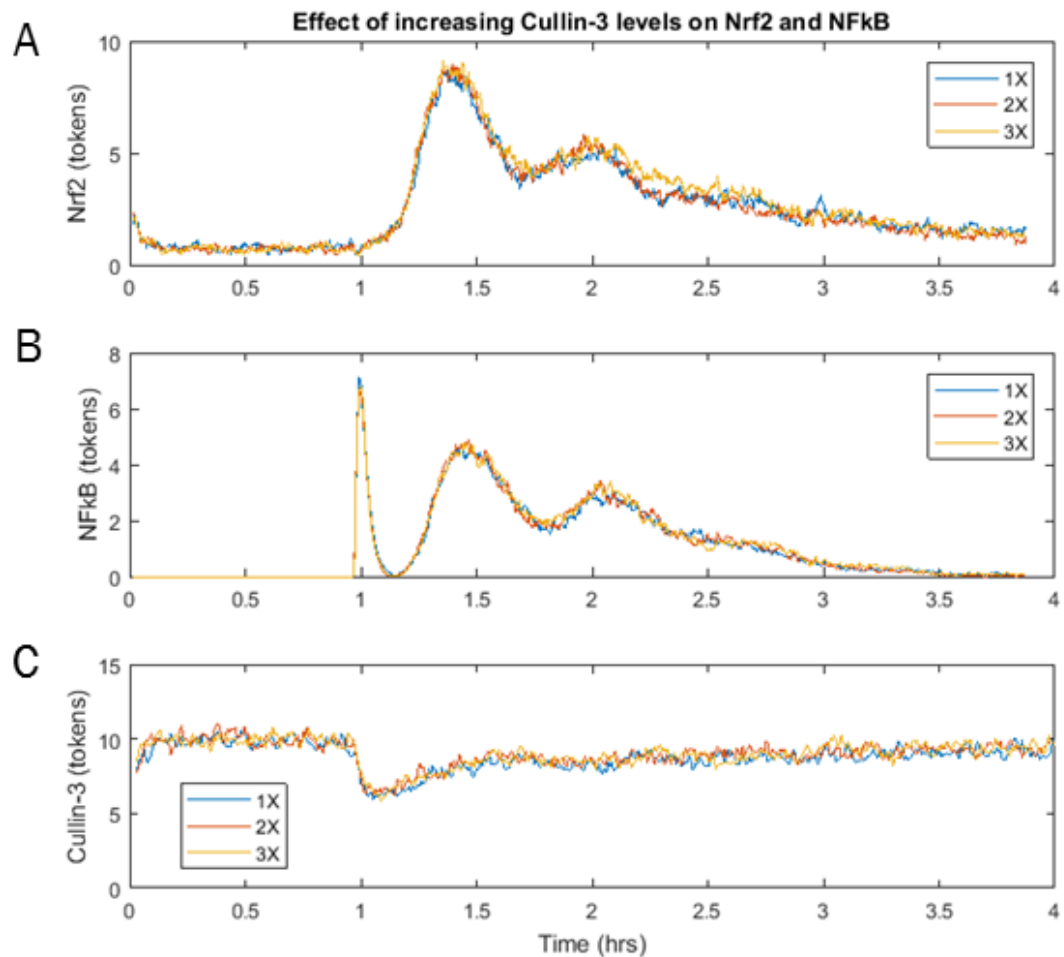 Effect of increasing Cullin-3 levels on Nrf2 and NFkB
A
Nrf2 (tokens)
10
5
0
1X
2X
3X
0 0.5 1 1.5 2 2.5 3 3.5 4
B
NFkB (tokens)
8
6
4
2
0
1X
2X
3X
0 0.5 1 1.5 2 2.5 3 3.5 4
C
Cullin-3 (tokens)
15
10
5
0
1X
2X
3X
0 0.5 1 1.5 2 2.5 3 3.5 4
Time (hrs)